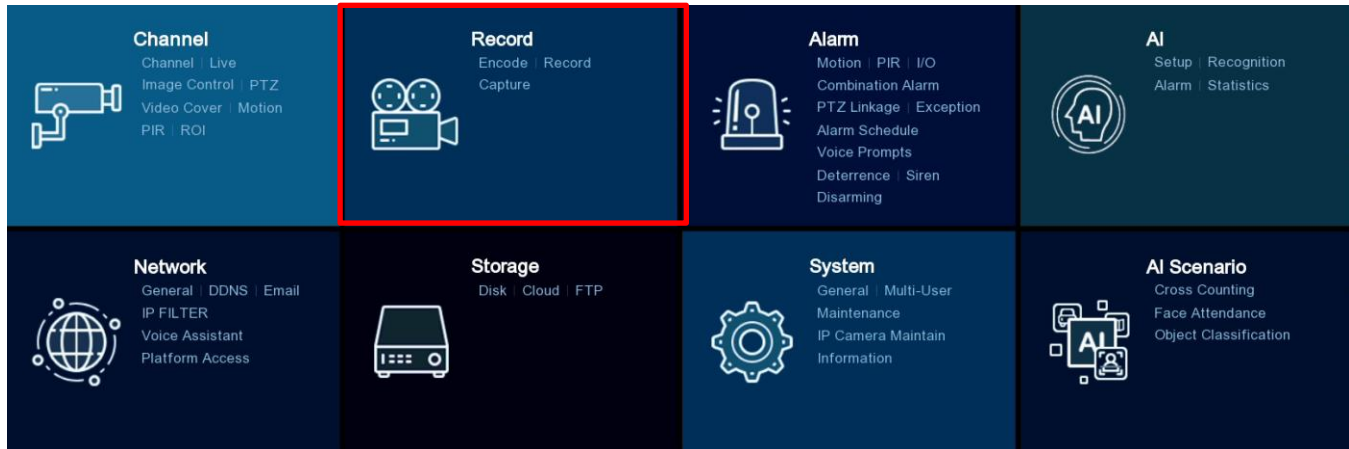 Channel
Channel | Live
Image Control | PTZ
Video Cover | Motion
PIR | ROI
Record
Encode | Record
Capture
Alarm
Motion | PIR | I/O
Combination Alarm
PTZ Linkage | Exception
Alarm Schedule
Voice Prompts
Deterrence | Siren
Disarming
AI
Setup | Recognition
Alarm | Statistics
AI
Network
General | DDNS | Email
IP FILTER
Voice Assistant
Platform Access
Storage
Disk | Cloud | FTP
System
General | Multi-User
Maintenance
IP Camera Maintain
Information
AI Scenario
Cross Counting
Face Attendance
Object Classification
AI